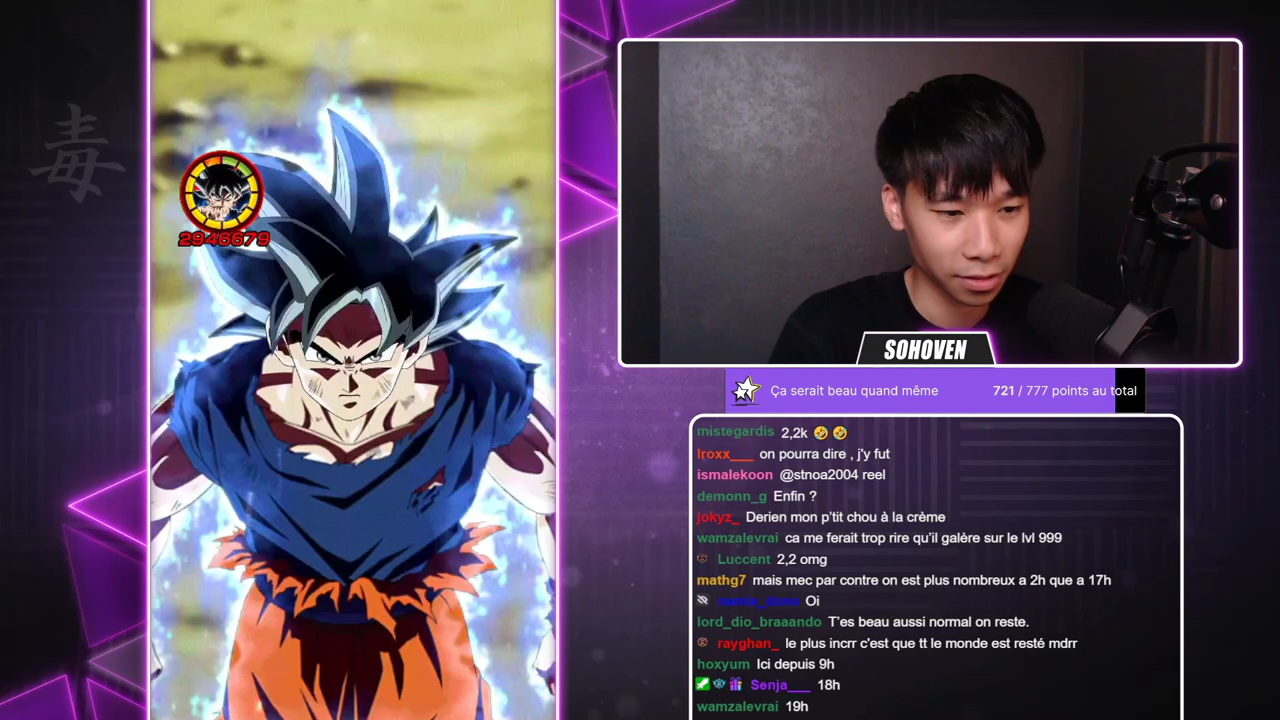 毒
2946679
SOHOVEN
Ça serait beau quand même 721 / 777 points au total
mistegardis 2,2k 🤣 🤣
lroxx___ on pourra dire , j'y fut
ismalekoon @stnoa2004 reel
demonn_g Enfin ?
jokyz_ Derien mon p'tit chou à la crème
wamzalevrai ca me ferait trop rire qu'il galère sur le lvl 999
Luccent 2,2 omg
mathg7 mais mec par contre on est plus nombreux a 2h que a 17h
Oi
lord_dio_braaando T'es beau aussi normal on reste.
rayghan_ le plus incrr c'est que tt le monde est resté mdrr
hoxyum Ici depuis 9h
Senja___ 18h
wamzalevrai 19h